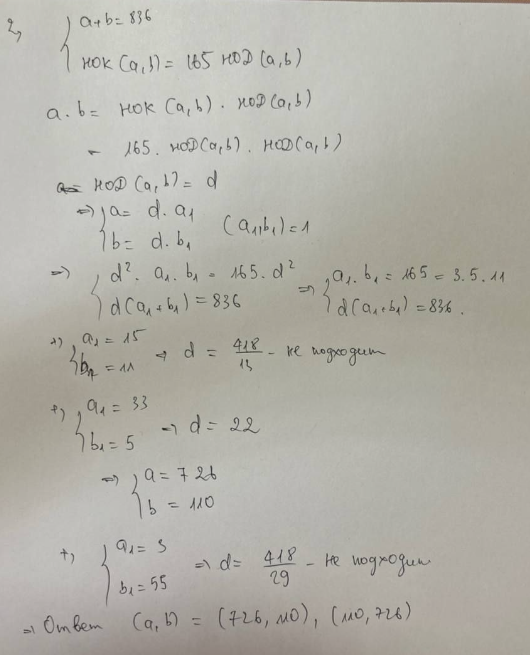 2,
{ a+b=836
НОК (a,b) = 165 НОД (a,b)
a.b = НОК (a,b) . НОД(a,b)
= 165. НОД(a,b) . НОД(a,b)
НОД(a,b) = d
=> { a= d.a₁
b= d.b₁ (a₁,b₁)=1
=> { d². a₁.b₁ = 165.d² => { a₁.b₁ = 165 = 3.5.11
d(a₁+b₁) = 836 d(a₁+b₁) = 836.
+) { a₁ = 15
b₁ = 11 => d = 418/13 - не подходит
+) { a₁ = 33
b₁ = 5 => d = 22
=> { a = 726
b = 110
+) { a₁ = 3
b₁ = 55 => d = 418/29 - не подходит
=> Ответ (a,b) = (726, 110), (110, 726)